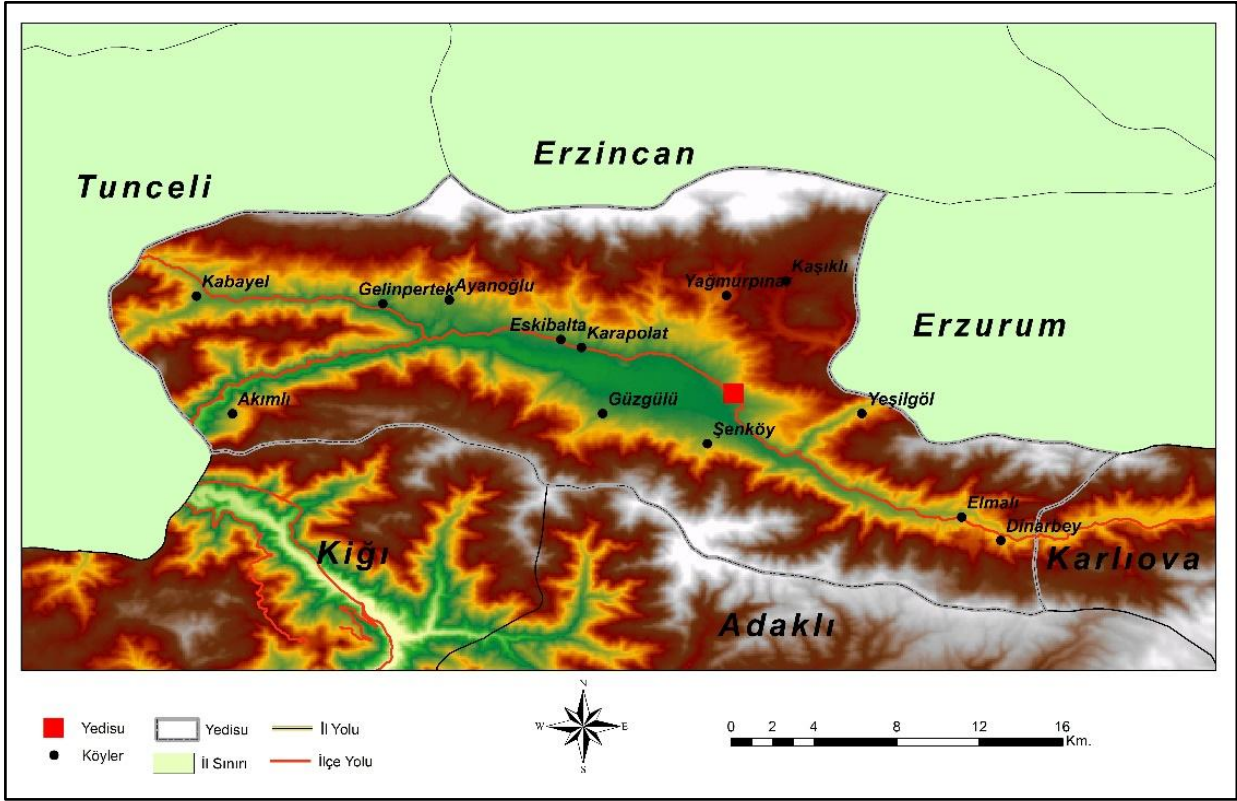 Erzincan
Tunceli
Kaşıklı
Kabayel
Yağmurpına
Gelinpertek
Ayanoğlu
Erzurum
Eskibalta
Karapolat
Akımlı
Güzgülü
Yeşilgöl
Şenköy
Elmalı
Dinarbey
Kiğı
Karlıova
Adaklı
N
W
E
S
Yedisu
Yedisu
İl Yolu
Köyler
İl Sınırı
İlçe Yolu
0 2 4 8 12 16
Km.